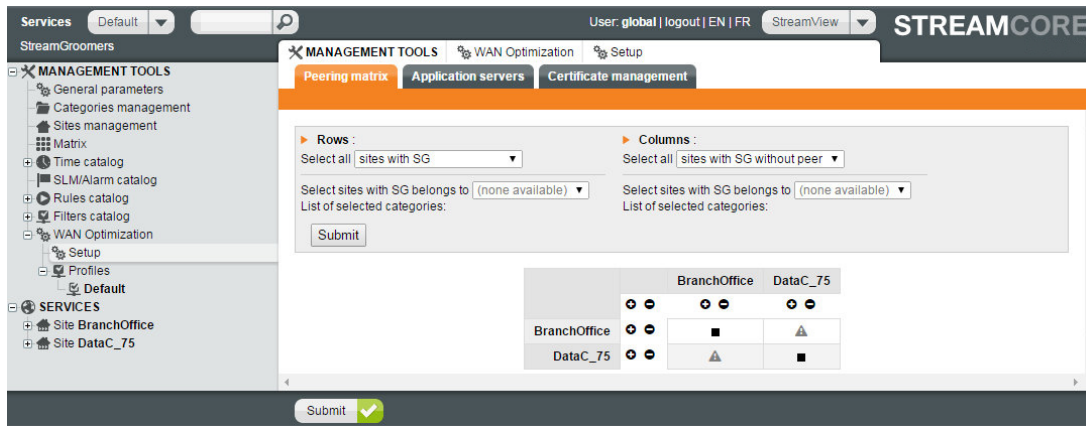 Services Default User: global | logout | EN | FR StreamView STREAMCORE
StreamGroomers
MANAGEMENT TOOLS WAN Optimization Setup
Peering matrix Application servers Certificate management
MANAGEMENT TOOLS
General parameters
Categories management
Sites management
Matrix
Time catalog
SLM/Alarm catalog
Rules catalog
Filters catalog
WAN Optimization
Setup
Profiles
Default
SERVICES
Site BranchOffice
Site DataC_75
Rows :
Select all sites with SG
Select sites with SG belongs to (none available)
List of selected categories:
Submit
Columns :
Select all sites with SG without peer
Select sites with SG belongs to (none available)
List of selected categories:
BranchOffice DataC_75
BranchOffice
DataC_75
Submit